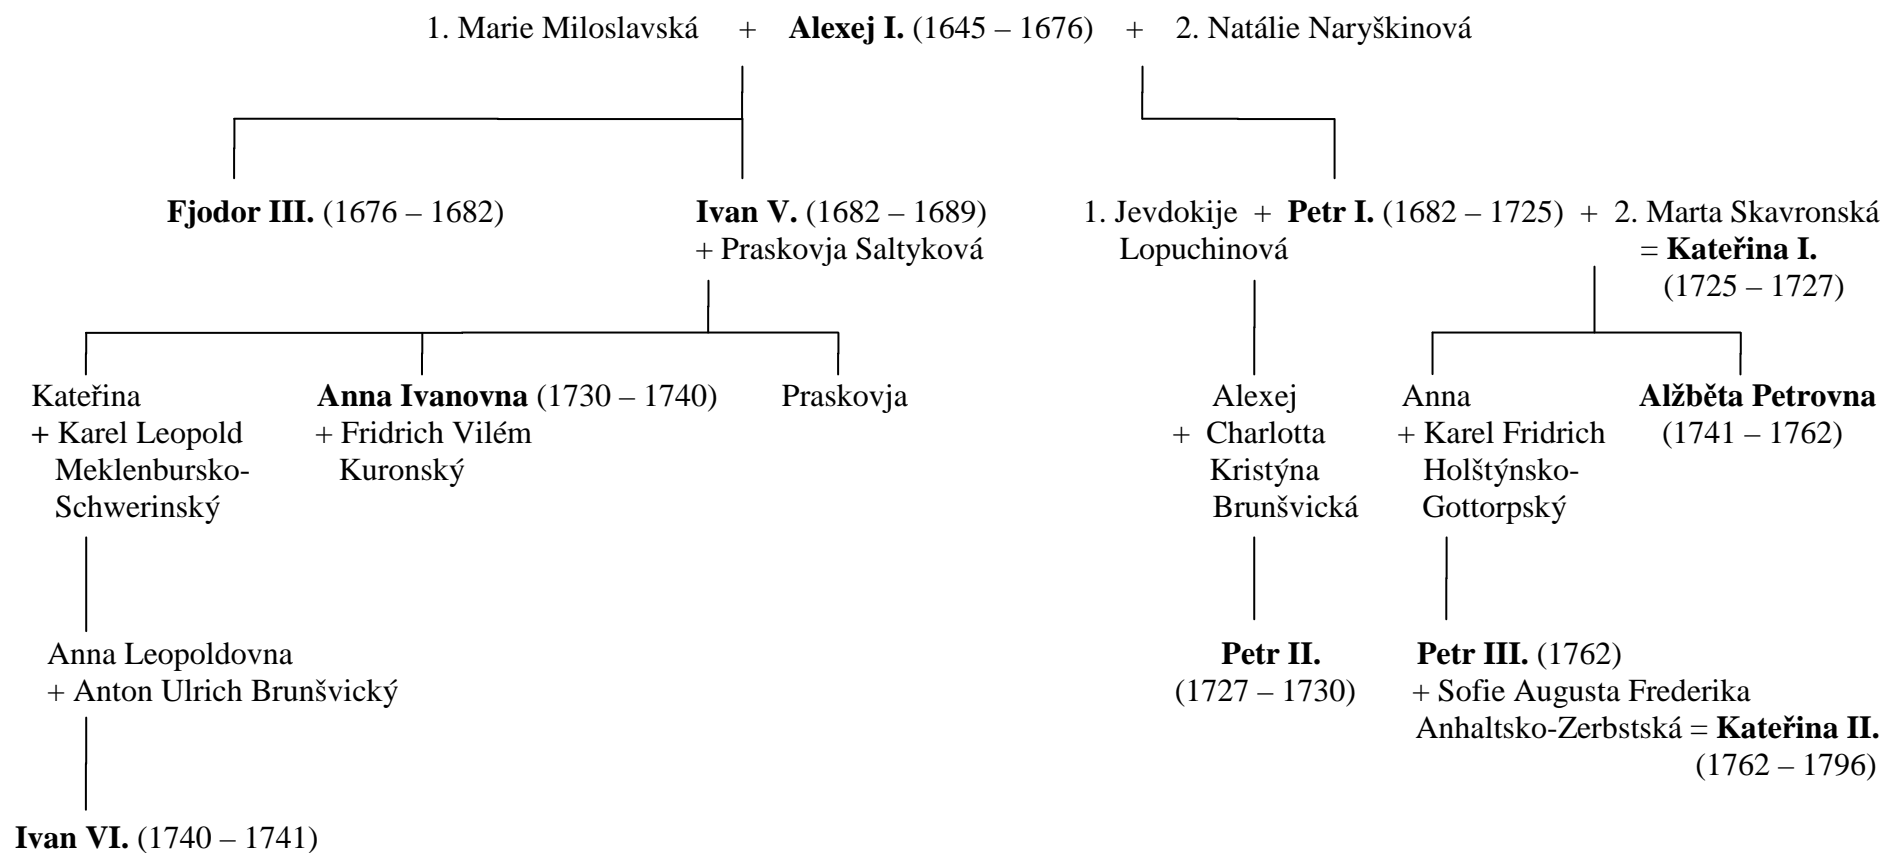 1. Marie Miloslavská + Alexej I. (1645 – 1676) + 2. Natálie Naryškinová
Fjodor III. (1676 – 1682)
Ivan V. (1682 – 1689)
+ Praskovja Saltyková
1. Jevdokije + Petr I. (1682 – 1725) + 2. Marta Skavronská
Lopuchinová
= Kateřina I.
(1725 – 1727)
Kateřina
+ Karel Leopold
Meklenbursko-
Schwerinský
Anna Ivanovna (1730 – 1740)
+ Fridrich Vilém
Kuronský
Praskovja
Alexej
+ Charlotta
Kristýna
Brunšvická
Anna
+ Karel Fridrich
Holštýnsko-
Gottorpský
Alžběta Petrovna
(1741 – 1762)
Anna Leopoldovna
+ Anton Ulrich Brunšvický
Petr II.
(1727 – 1730)
Petr III. (1762)
+ Sofie Augusta Frederika
Anhaltsko-Zerbstská = Kateřina II.
(1762 – 1796)
Ivan VI. (1740 – 1741)